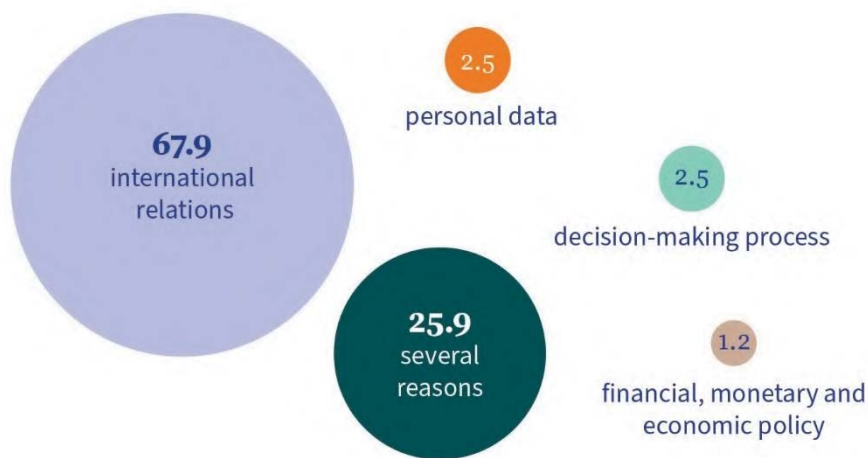 67.9
international
relations
2.5
personal data
2.5
decision-making process
25.9
several
reasons
1.2
financial, monetary and
economic policy